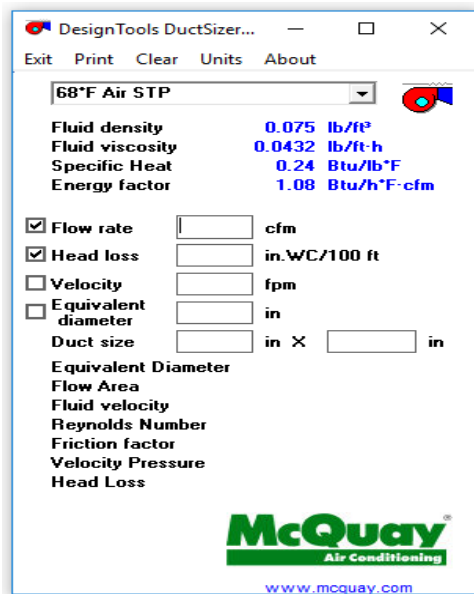 DesignTools DuctSizer...
Exit Print Clear Units About
68°F Air STP
Fluid density 0.075 lb/ft³
Fluid viscosity 0.0432 lb/ft·h
Specific Heat 0.24 Btu/lb°F
Energy factor 1.08 Btu/h°F·cfm
Flow rate cfm
Head loss in.WC/100 ft
Velocity fpm
Equivalent diameter in
Duct size in X in
Equivalent Diameter
Flow Area
Fluid velocity
Reynolds Number
Friction factor
Velocity Pressure
Head Loss
McQuay®
Air Conditioning
www.mcquay.com